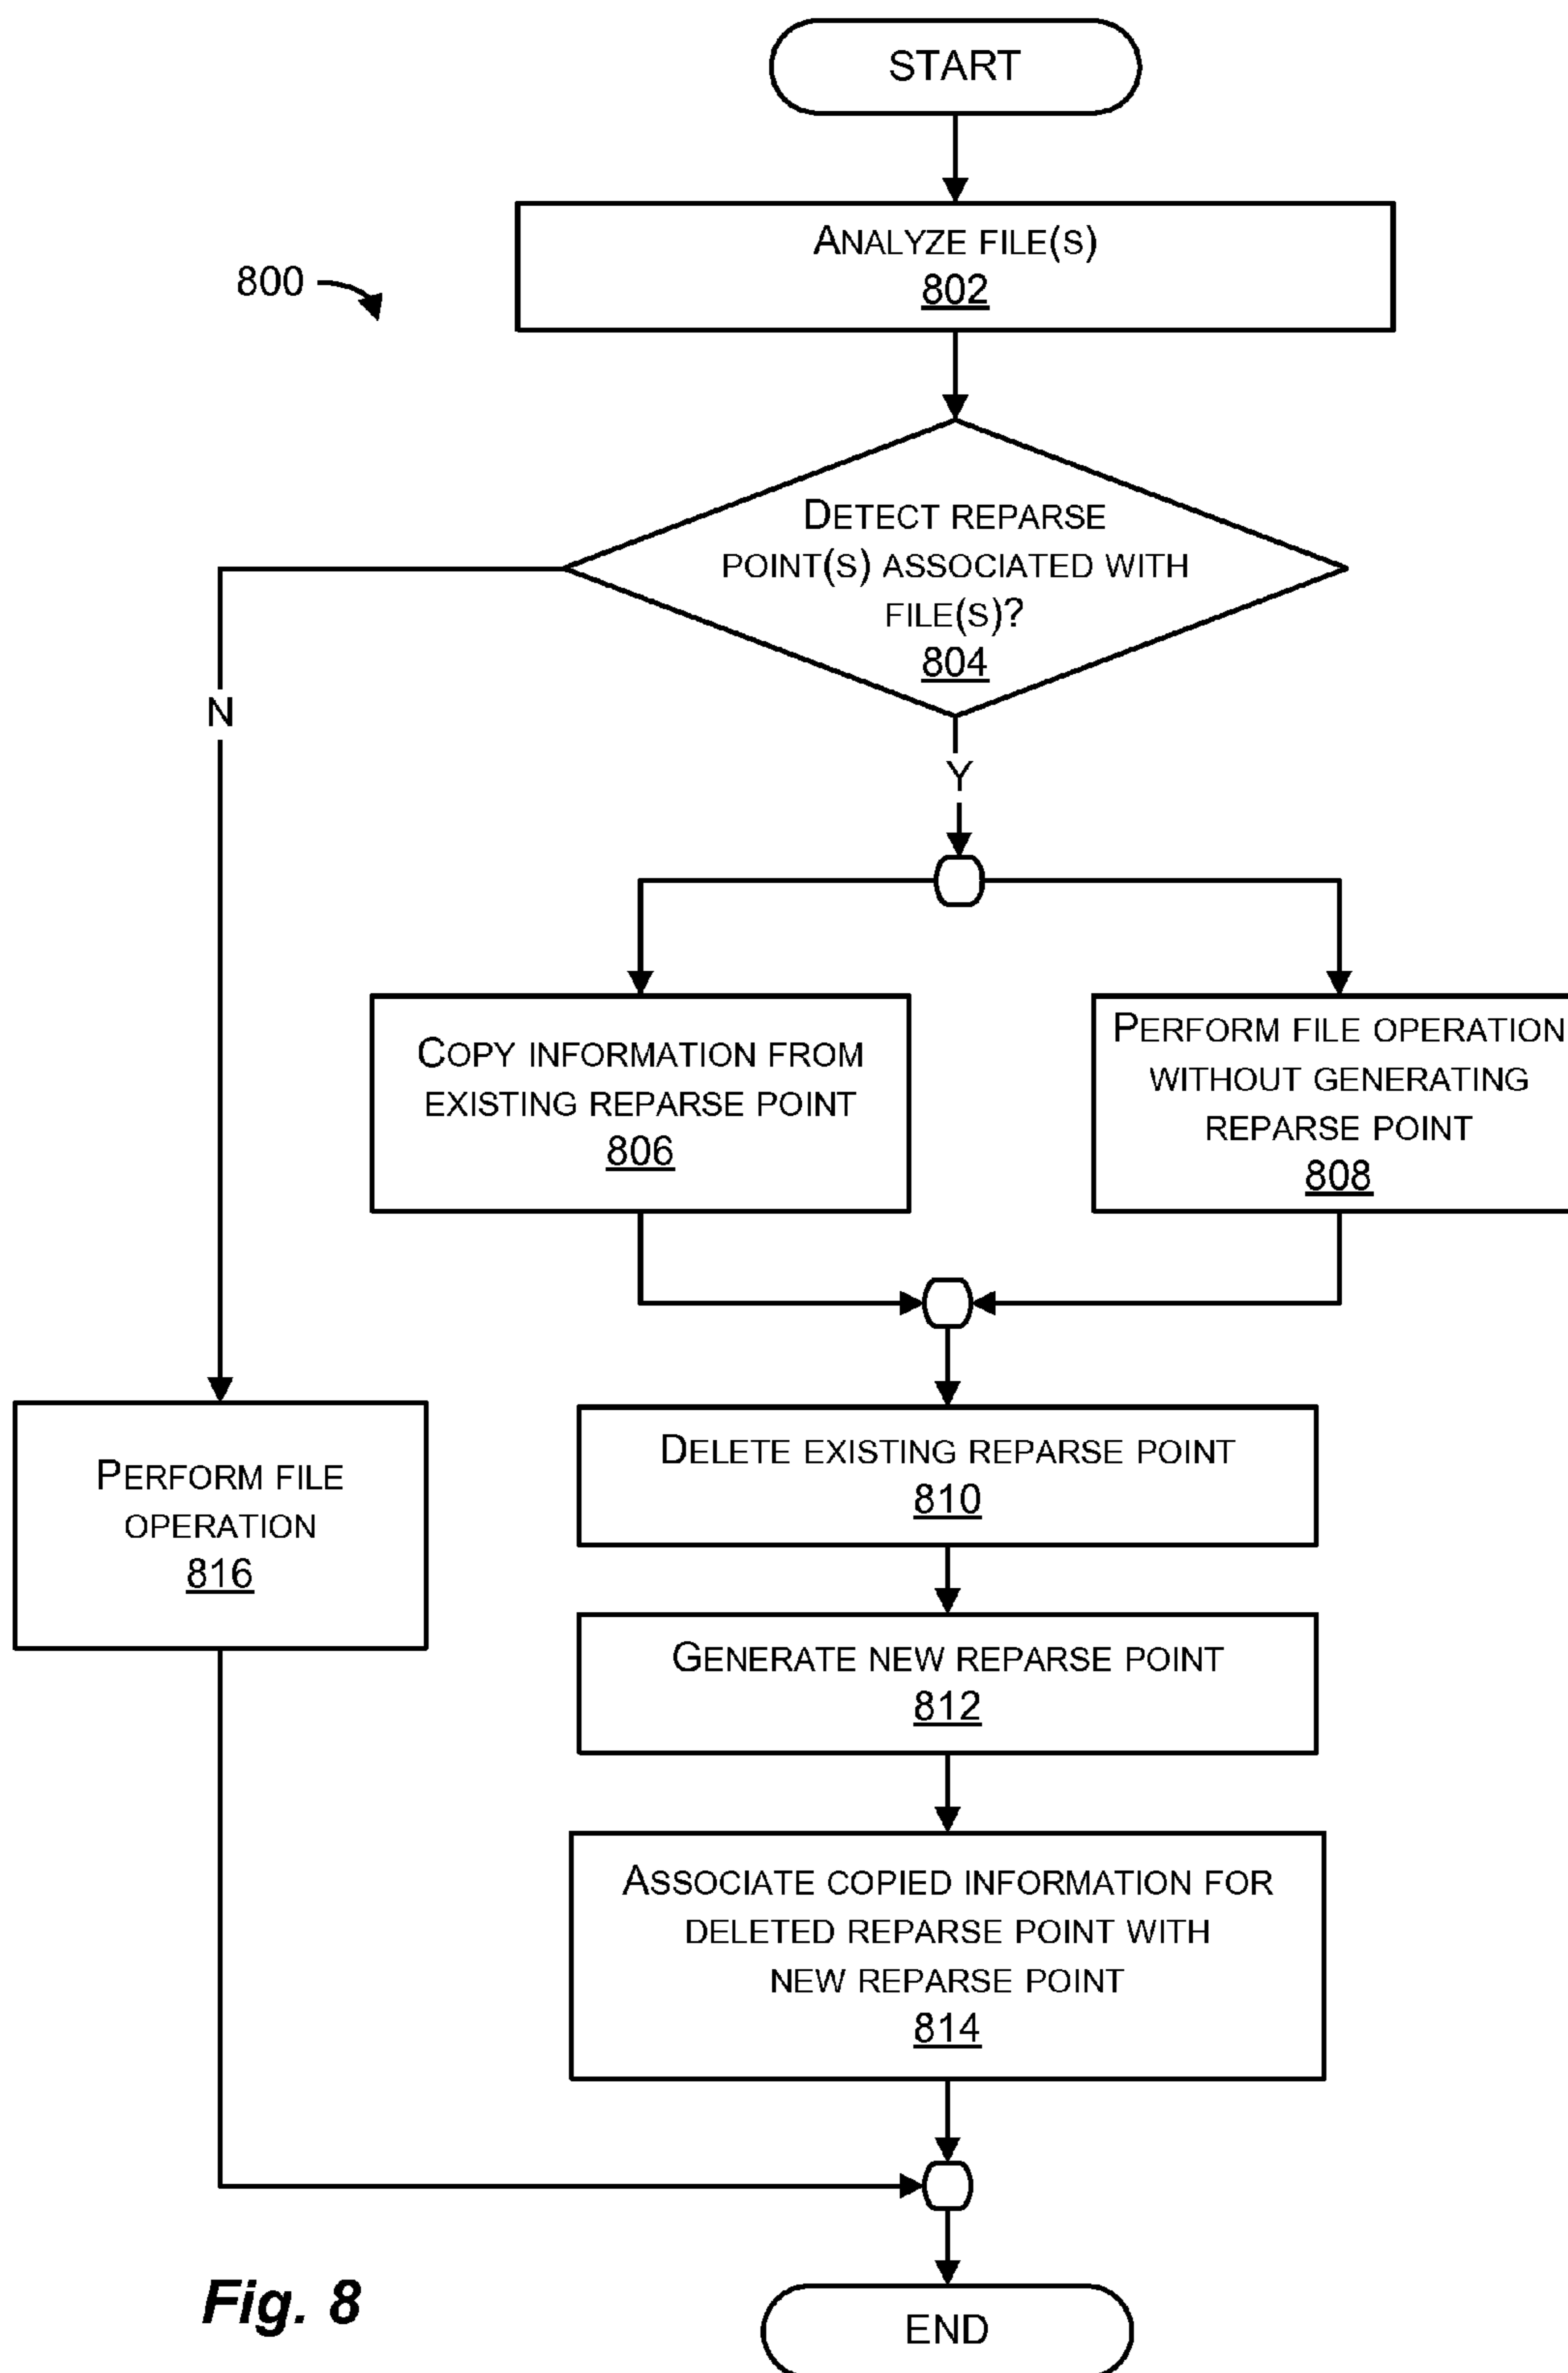 START
ANALYZE FILE(S)
802
800
DETECT REPARSE
POINT(S) ASSOCIATED WITH
FILE(S)?
804
N
Y
COPY INFORMATION FROM
EXISTING REPARSE POINT
806
PERFORM FILE OPERATION
WITHOUT GENERATING
REPARSE POINT
808
DELETE EXISTING REPARSE POINT
810
PERFORM FILE
OPERATION
816
GENERATE NEW REPARSE POINT
812
ASSOCIATE COPIED INFORMATION FOR
DELETED REPARSE POINT WITH
NEW REPARSE POINT
814
Fig. 8
END